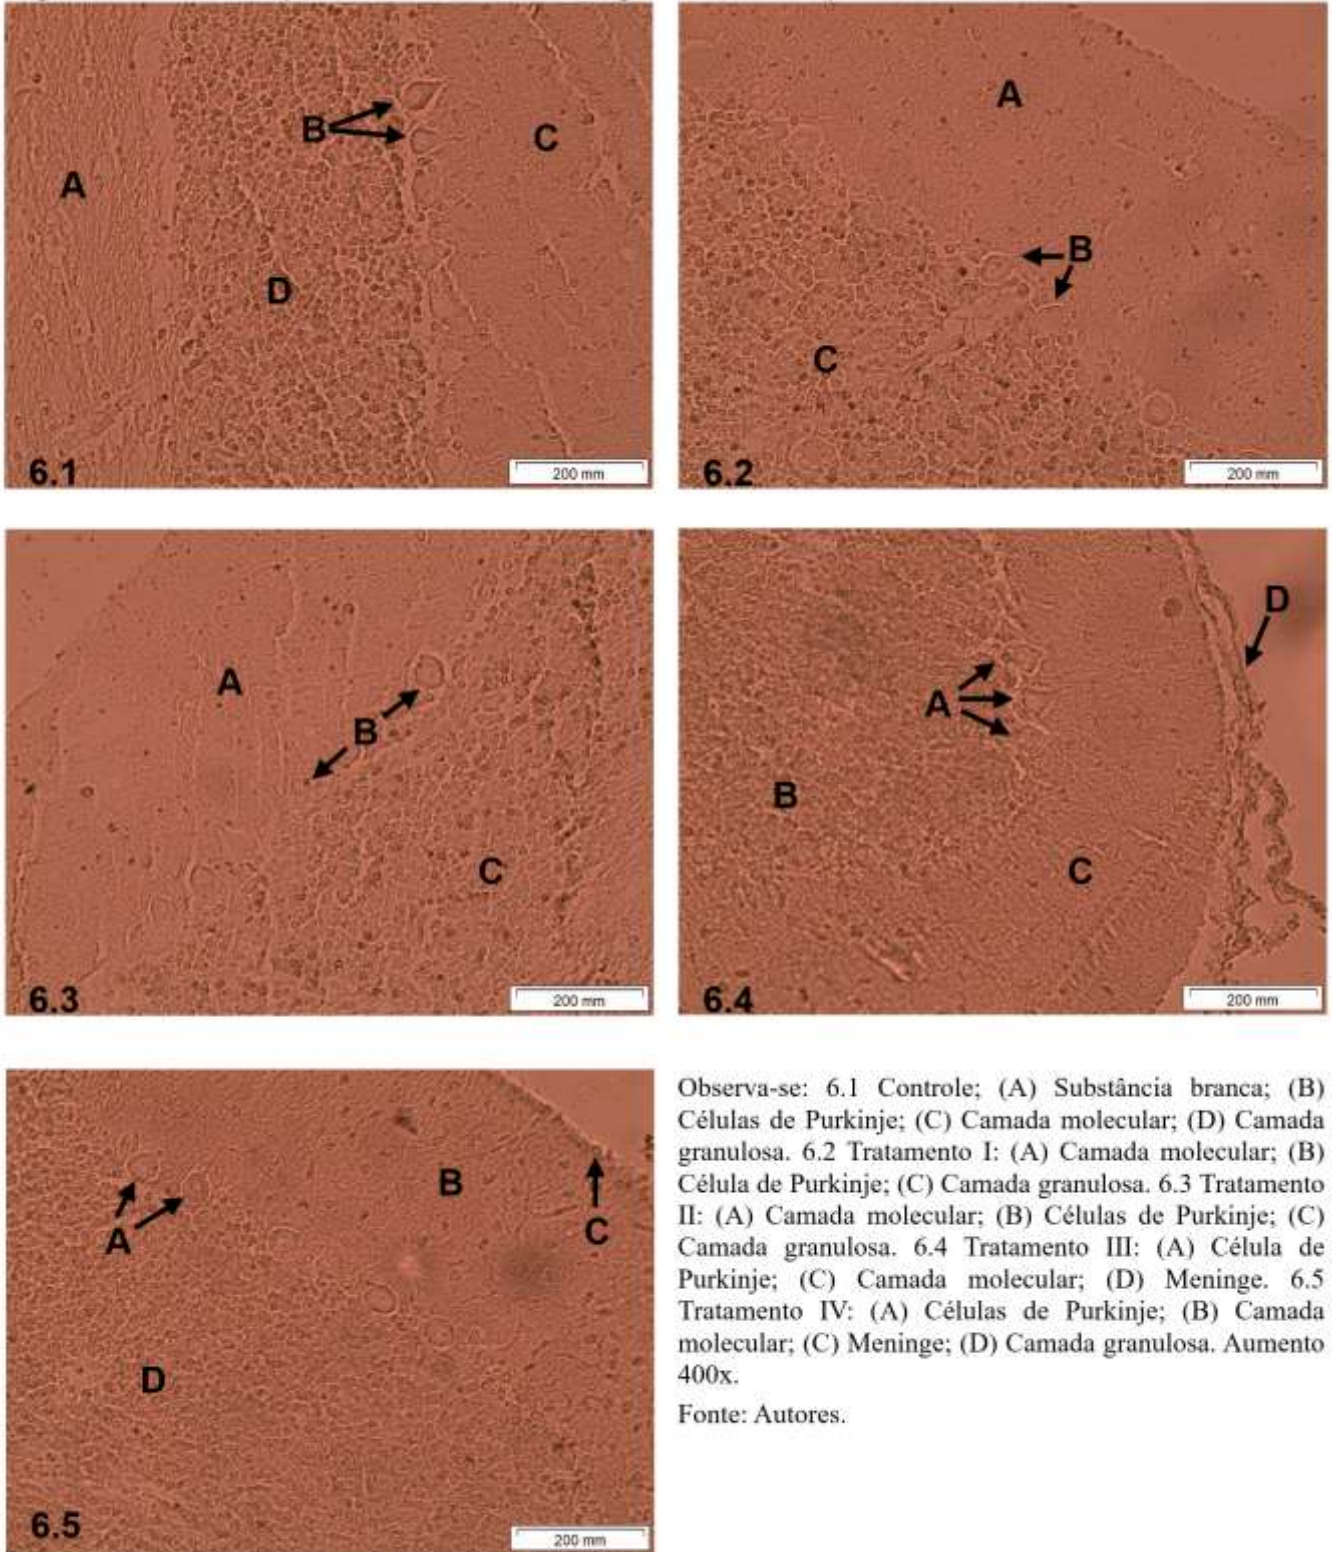 B
C
A
D
6.1
200 mm
A
B
C
6.2
200 mm
A
B
C
6.3
200 mm
D
A
B
C
6.4
200 mm
B
A
C
D
6.5
200 mm
Observa-se: 6.1 Controle; (A) Substância branca; (B)
Células de Purkinje; (C) Camada molecular; (D) Camada
granulosa. 6.2 Tratamento I: (A) Camada molecular; (B)
Célula de Purkinje; (C) Camada granulosa. 6.3 Tratamento
II: (A) Camada molecular; (B) Células de Purkinje; (C)
Camada granulosa. 6.4 Tratamento III: (A) Célula de
Purkinje; (C) Camada molecular; (D) Meninge. 6.5
Tratamento IV: (A) Células de Purkinje; (B) Camada
molecular; (C) Meninge; (D) Camada granulosa. Aumento
400x.
Fonte: Autores.